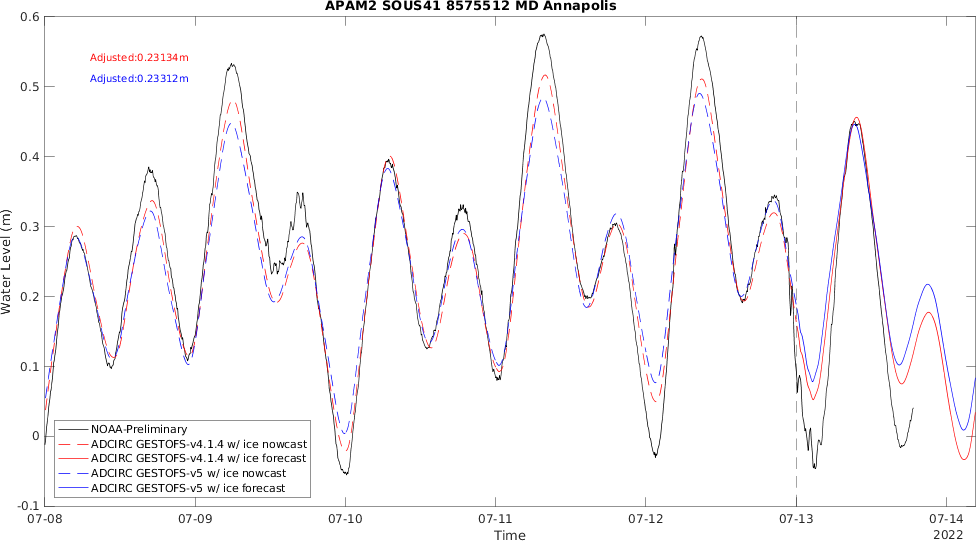 APAM2 SOUS41 8575512 MD Annapolis
0.6
Adjusted:0.23134m
Adjusted:0.23312m
0.5
0.4
0.3
0.2
0.1
0
-0.1
Water Level (m)
NOAA-Preliminary
ADCIRC GESTOFS-v4.1.4 w/ ice nowcast
ADCIRC GESTOFS-v4.1.4 w/ ice forecast
ADCIRC GESTOFS-v5 w/ ice nowcast
ADCIRC GESTOFS-v5 w/ ice forecast
07-08 07-09 07-10 07-11 07-12 07-13 07-14
Time
2022